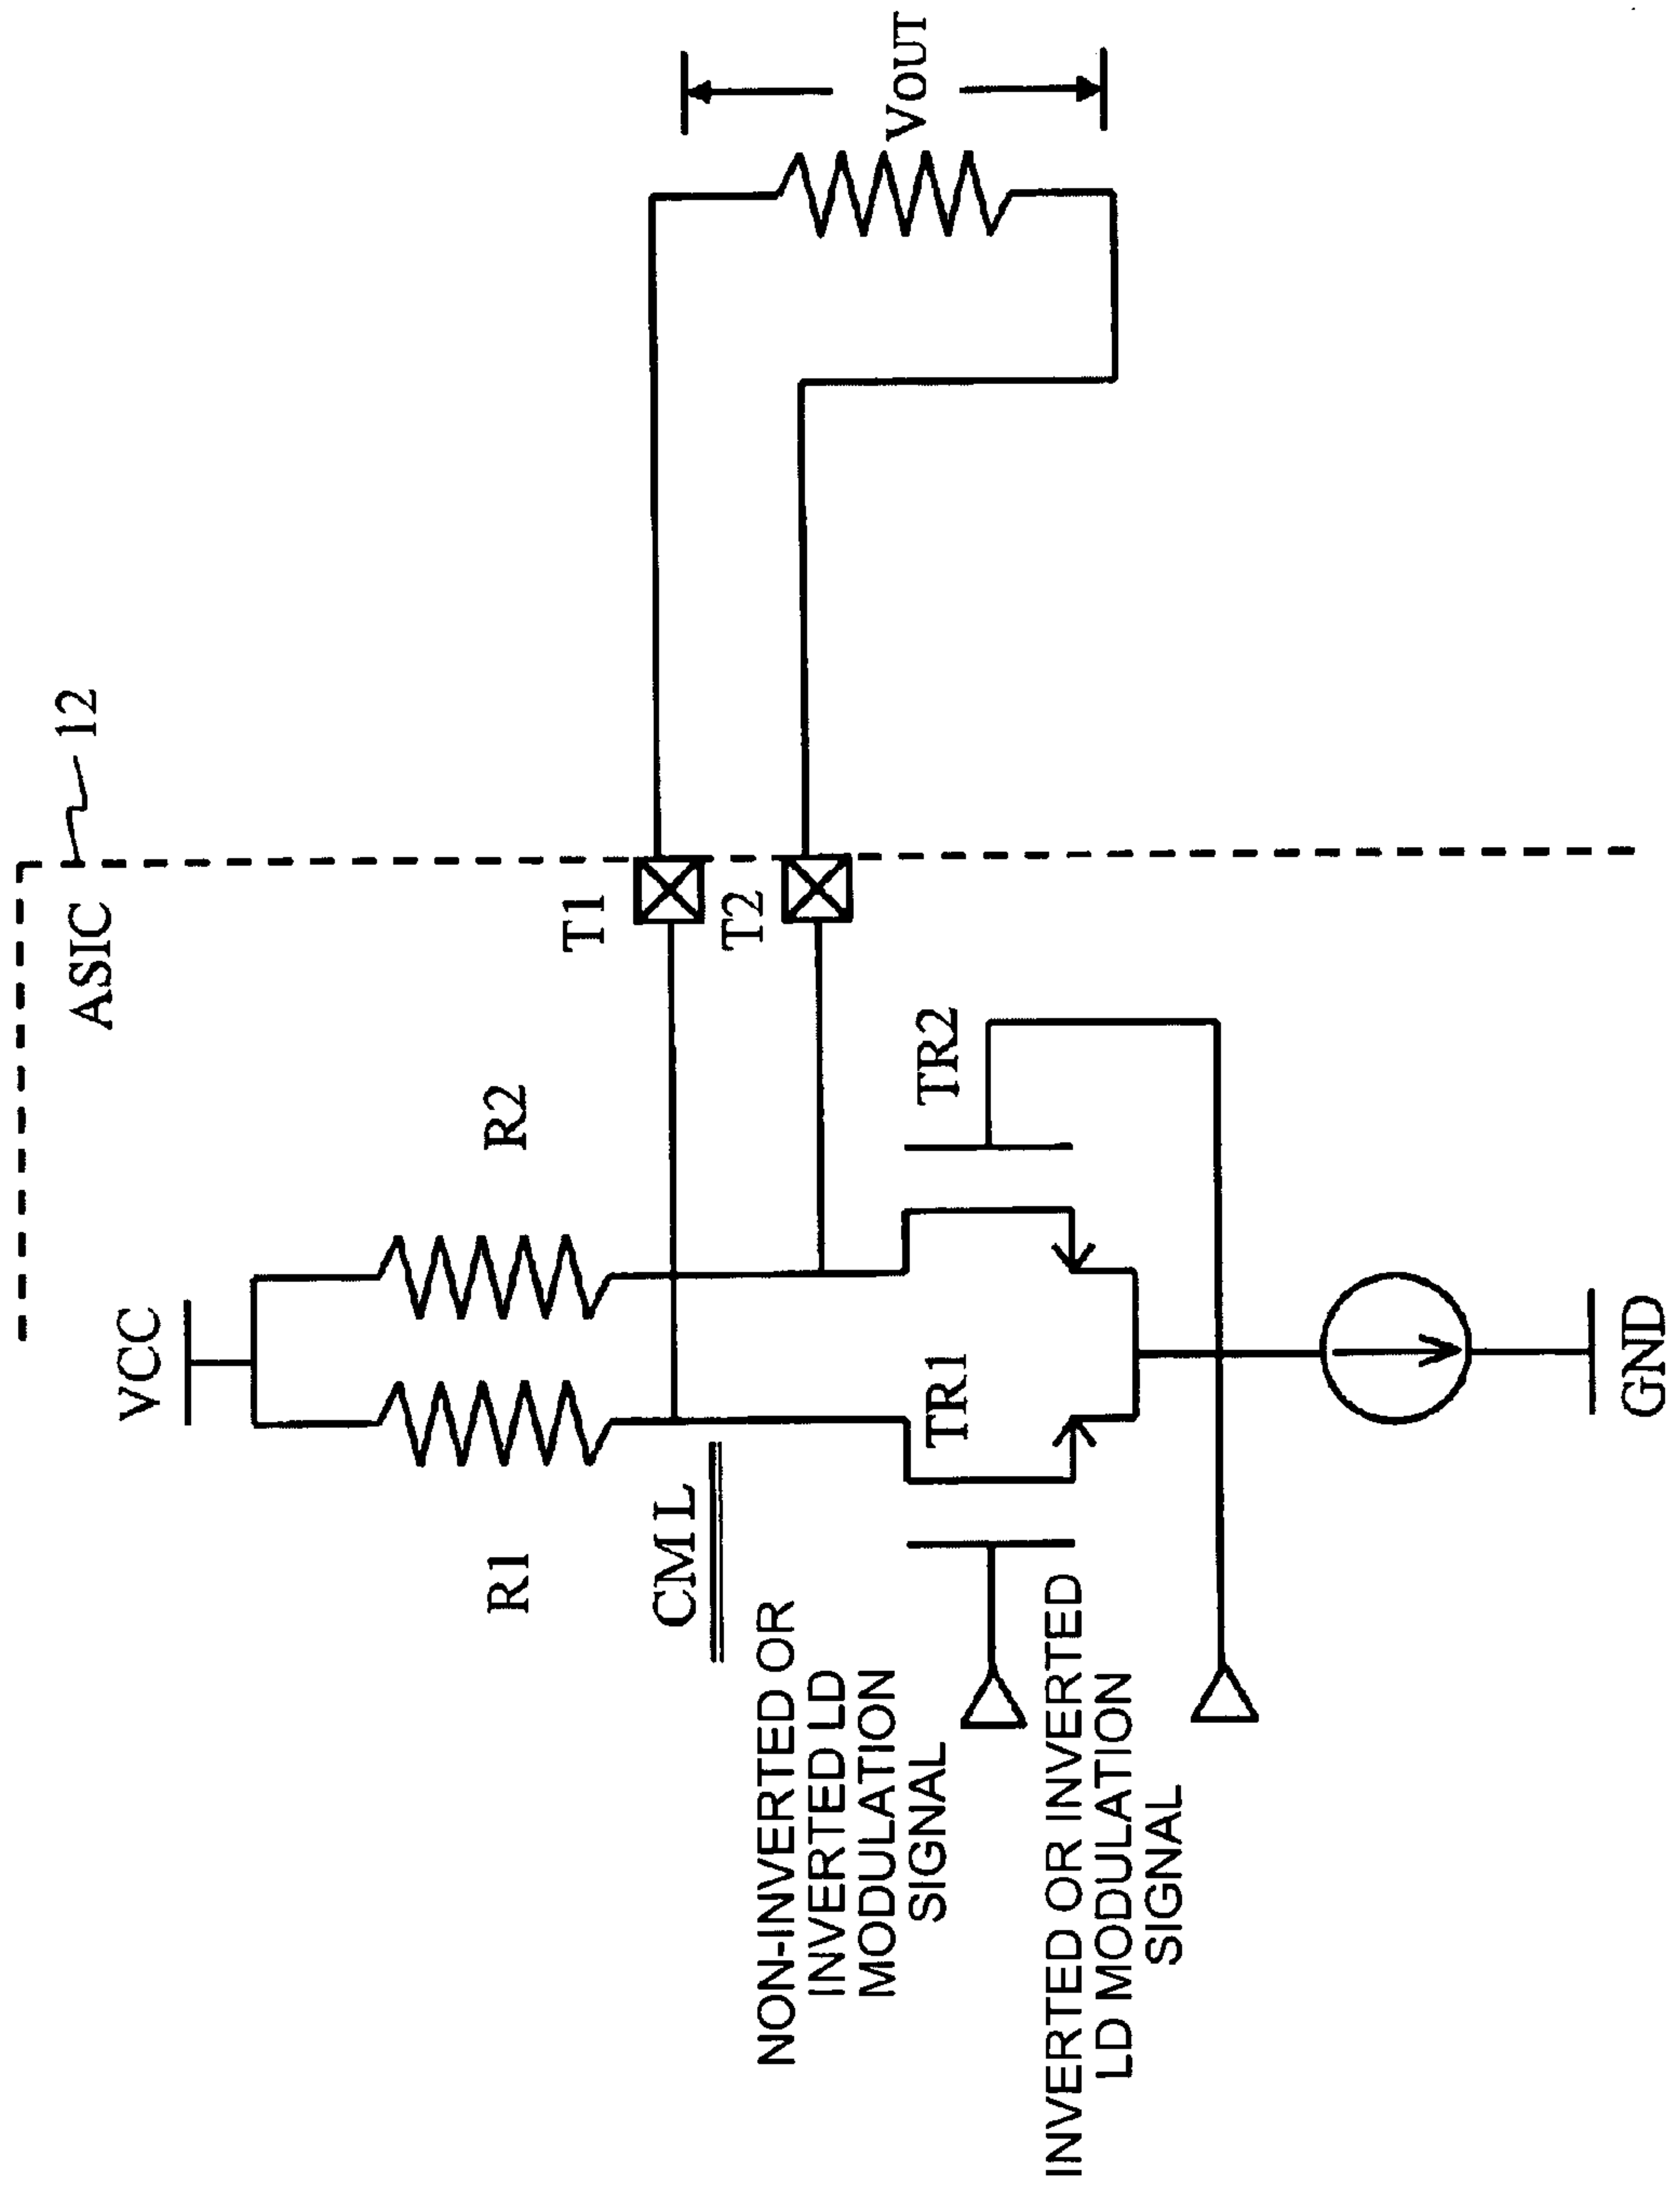 12
ASIC
VCC
R1
R2
CML
T1
T2
NON-INVERTED OR
INVERTED LD
MODULATION
SIGNAL
TR1
TR2
INVERTED OR INVERTED
LD MODULATION
SIGNAL
GND
VOUT